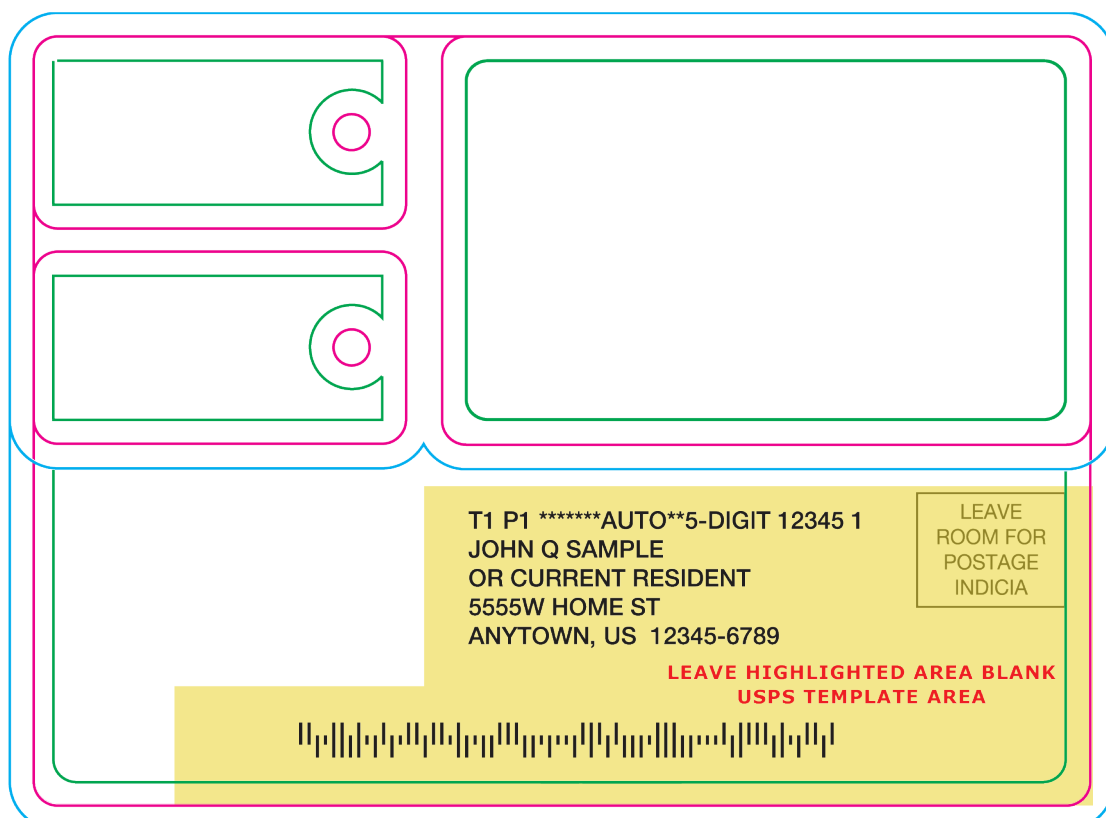 T1 P1 *******AUTO**5-DIGIT 12345 1
JOHN Q SAMPLE
OR CURRENT RESIDENT
5555W HOME ST
ANYTOWN, US  12345-6789
LEAVE
ROOM FOR
POSTAGE
INDICIA
LEAVE HIGHLIGHTED AREA BLANK
USPS TEMPLATE AREA